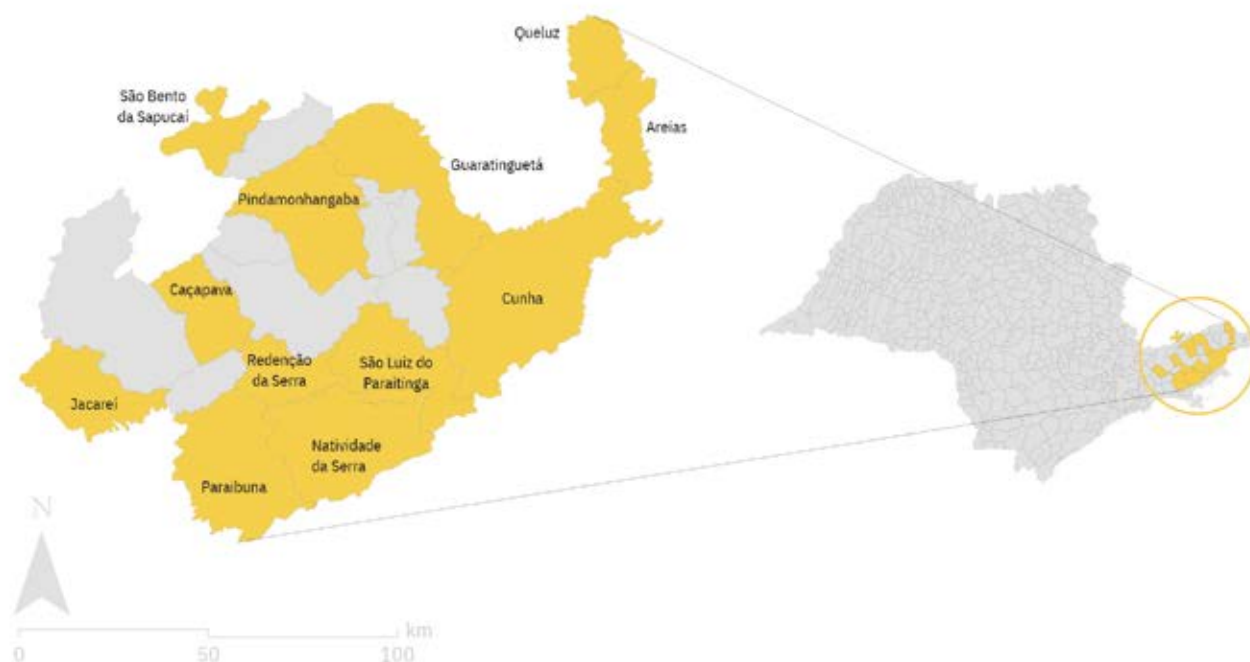 Queluz
São Bento
da Sapucaí
Areias
Guaratinguetá
Pindamonhangaba
Caçapava
Cunha
Redenção
da Serra
São Luiz do
Paraitinga
Jacareí
Natividade
da Serra
Paraibuna
N
km
0 50 100